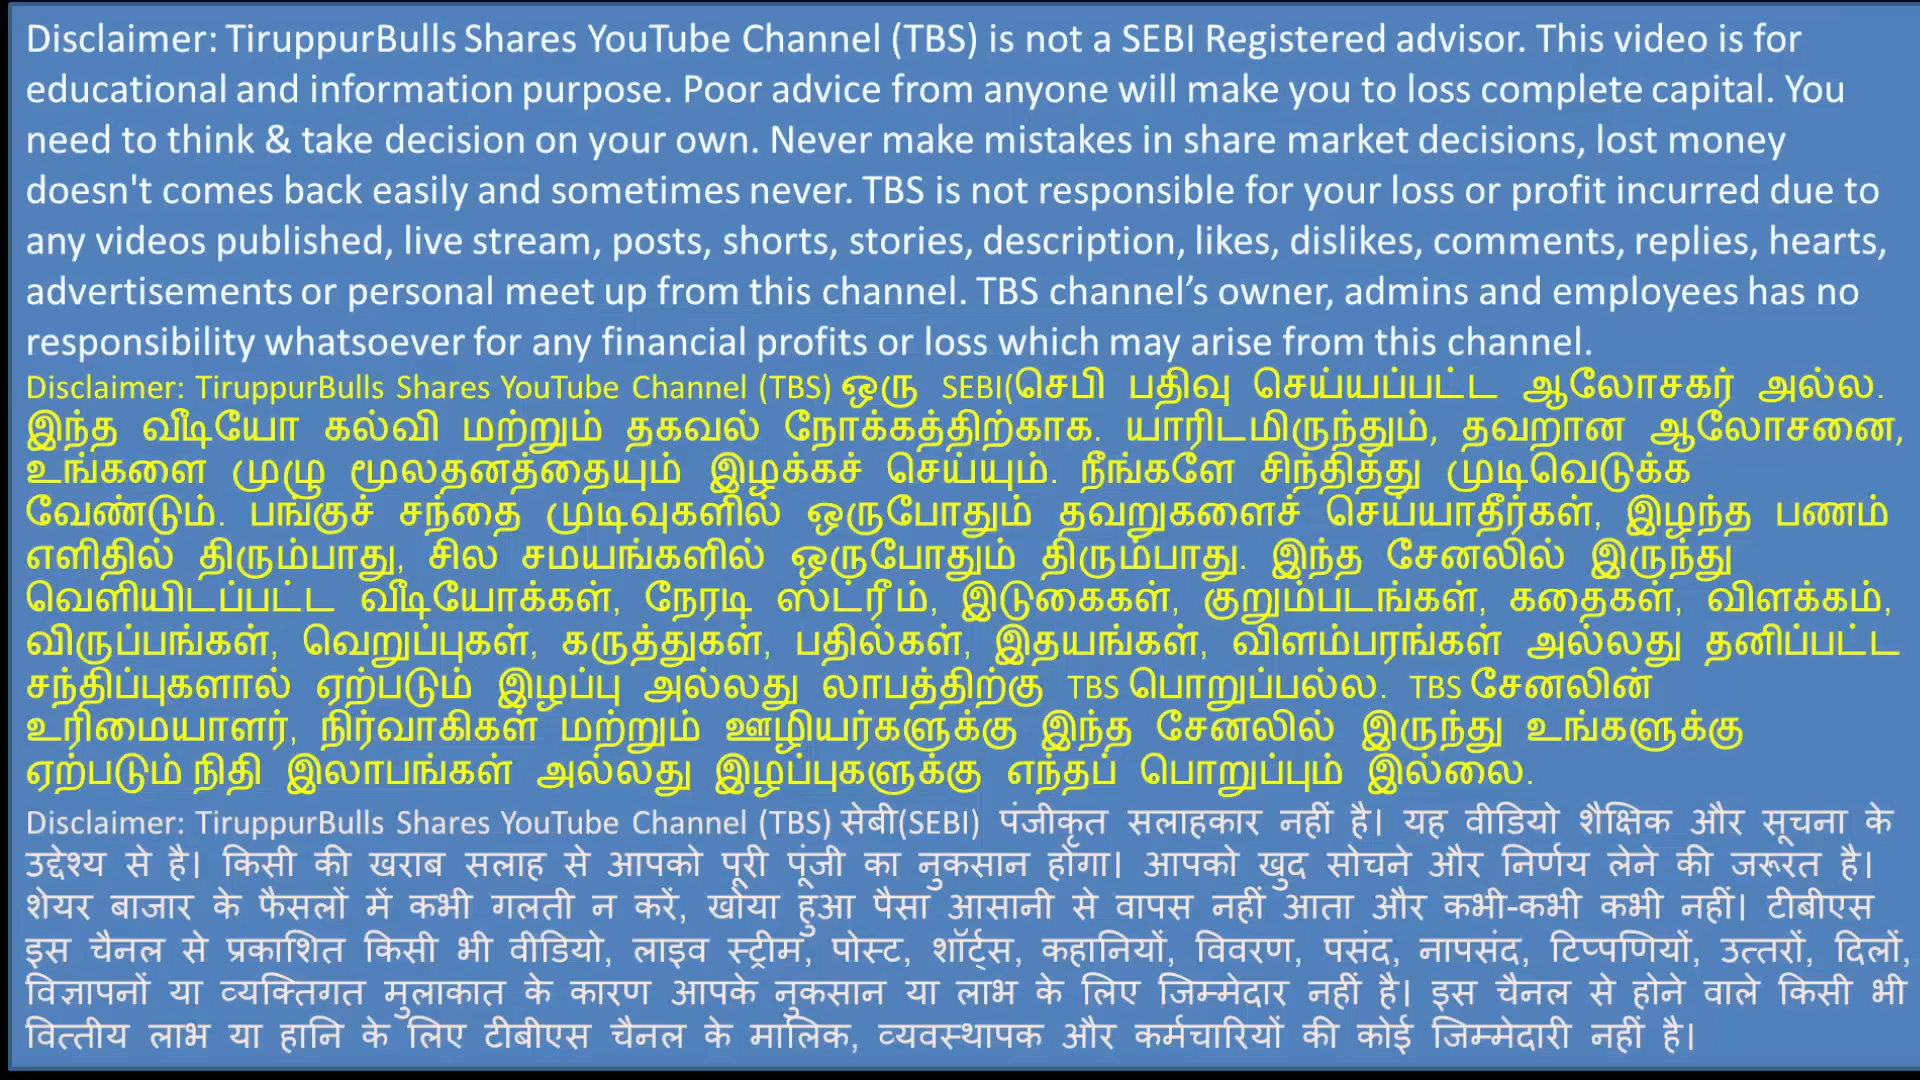 Disclaimer: TiruppurBulls Shares YouTube Channel (TBS) is not a SEBI Registered advisor. This video is for
educational and information purpose. Poor advice from anyone will make you to loss complete capital. You
need to think & take decision on your own. Never make mistakes in share market decisions, lost money
doesn't comes back easily and sometimes never. TBS is not responsible for your loss or profit incurred due to
any videos published, live stream, posts, shorts, stories, description, likes, dislikes, comments, replies, hearts,
advertisements or personal meet up from this channel. TBS channel’s owner, admins and employees has no
responsibility whatsoever for any financial profits or loss which may arise from this channel.
Disclaimer: TiruppurBulls Shares YouTube Channel (TBS) ஒரு SEBI(செபி பதிவு செய்யப்பட்ட ஆலோசகர் அல்ல.
இந்த வீடியோ கல்வி மற்றும் தகவல் நோக்கத்திற்காக. யாரிடமிருந்தும், தவறான ஆலோசனை,
உங்களை முழு மூலதனத்தையும் இழக்கச் செய்யும். நீங்களே சிந்தித்து முடிவெடுக்க
வேண்டும். பங்குச் சந்தை முடிவுகளில் ஒருபோதும் தவறுகளைச் செய்யாதீர்கள், இழந்த பணம்
எளிதில் திரும்பாது, சில சமயங்களில் ஒருபோதும் திரும்பாது. இந்த சேனலில் இருந்து
வெளியிடப்பட்ட வீடியோக்கள், நேரடி ஸ்ட்ரீம், இடுகைகள், குறும்படங்கள், கதைகள், விளக்கம்,
விருப்பங்கள், வெறுப்புகள், கருத்துகள், பதில்கள், இதயங்கள், விளம்பரங்கள் அல்லது தனிப்பட்ட
சந்திப்புகளால் ஏற்படும் இழப்பு அல்லது லாபத்திற்கு TBS பொறுப்பல்ல. TBS சேனலின்
உரிமையாளர், நிர்வாகிகள் மற்றும் ஊழியர்களுக்கு இந்த சேனலில் இருந்து உங்களுக்கு
ஏற்படும் நிதி இலாபங்கள் அல்லது இழப்புகளுக்கு எந்தப் பொறுப்பும் இல்லை.
Disclaimer: TiruppurBulls Shares YouTube Channel (TBS) सेबी(SEBI) पंजीकृत सलाहकार नहीं है। यह वीडियो शैक्षिक और सूचना के
उद्देश्य से है। किसी की खराब सलाह से आपको पूरी पूंजी का नुकसान होगा। आपको खुद सोचने और निर्णय लेने की जरूरत है।
शेयर बाजार के फैसलों में कभी गलती न करें, खोया हुआ पैसा आसानी से वापस नहीं आता और कभी-कभी कभी नहीं। टीबीएस
इस चैनल से प्रकाशित किसी भी वीडियो, लाइव स्ट्रीम, पोस्ट, शॉर्ट्स, कहानियों, विवरण, पसंद, नापसंद, टिप्पणियों, उत्तरों, दिलों,
विज्ञापनों या व्यक्तिगत मुलाकात के कारण आपके नुकसान या लाभ के लिए जिम्मेदार नहीं है। इस चैनल से होने वाले किसी भी
वित्तीय लाभ या हानि के लिए टीबीएस चैनल के मालिक, व्यवस्थापक और कर्मचारियों की कोई जिम्मेदारी नहीं है।